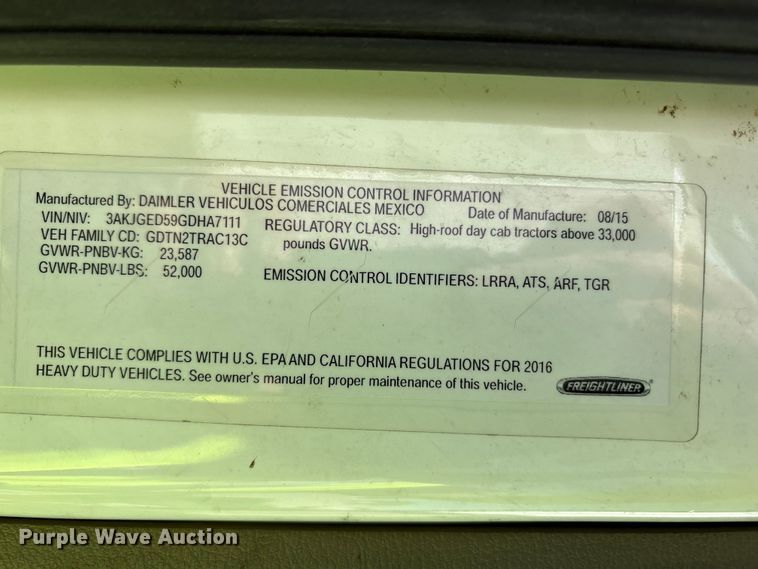 VEHICLE EMISSION CONTROL INFORMATION
Manufactured By: DAIMLER VEHICULOS COMERCIALES MEXICO Date of Manufacture: 08/15
VIN/NIV: 3AKJGED59GDHA7111 REGULATORY CLASS: High-roof day cab tractors above 33,000
VEH FAMILY CD: GDTN2TRAC13C pounds GVWR.
GVWR-PNBV-KG: 23,587
GVWR-PNBV-LBS: 52,000 EMISSION CONTROL IDENTIFIERS: LRRA, ATS, ARF, TGR
THIS VEHICLE COMPLIES WITH U.S. EPA AND CALIFORNIA REGULATIONS FOR 2016
HEAVY DUTY VEHICLES. See owner's manual for proper maintenance of this vehicle.
FREIGHTLINER
Purple Wave Auction